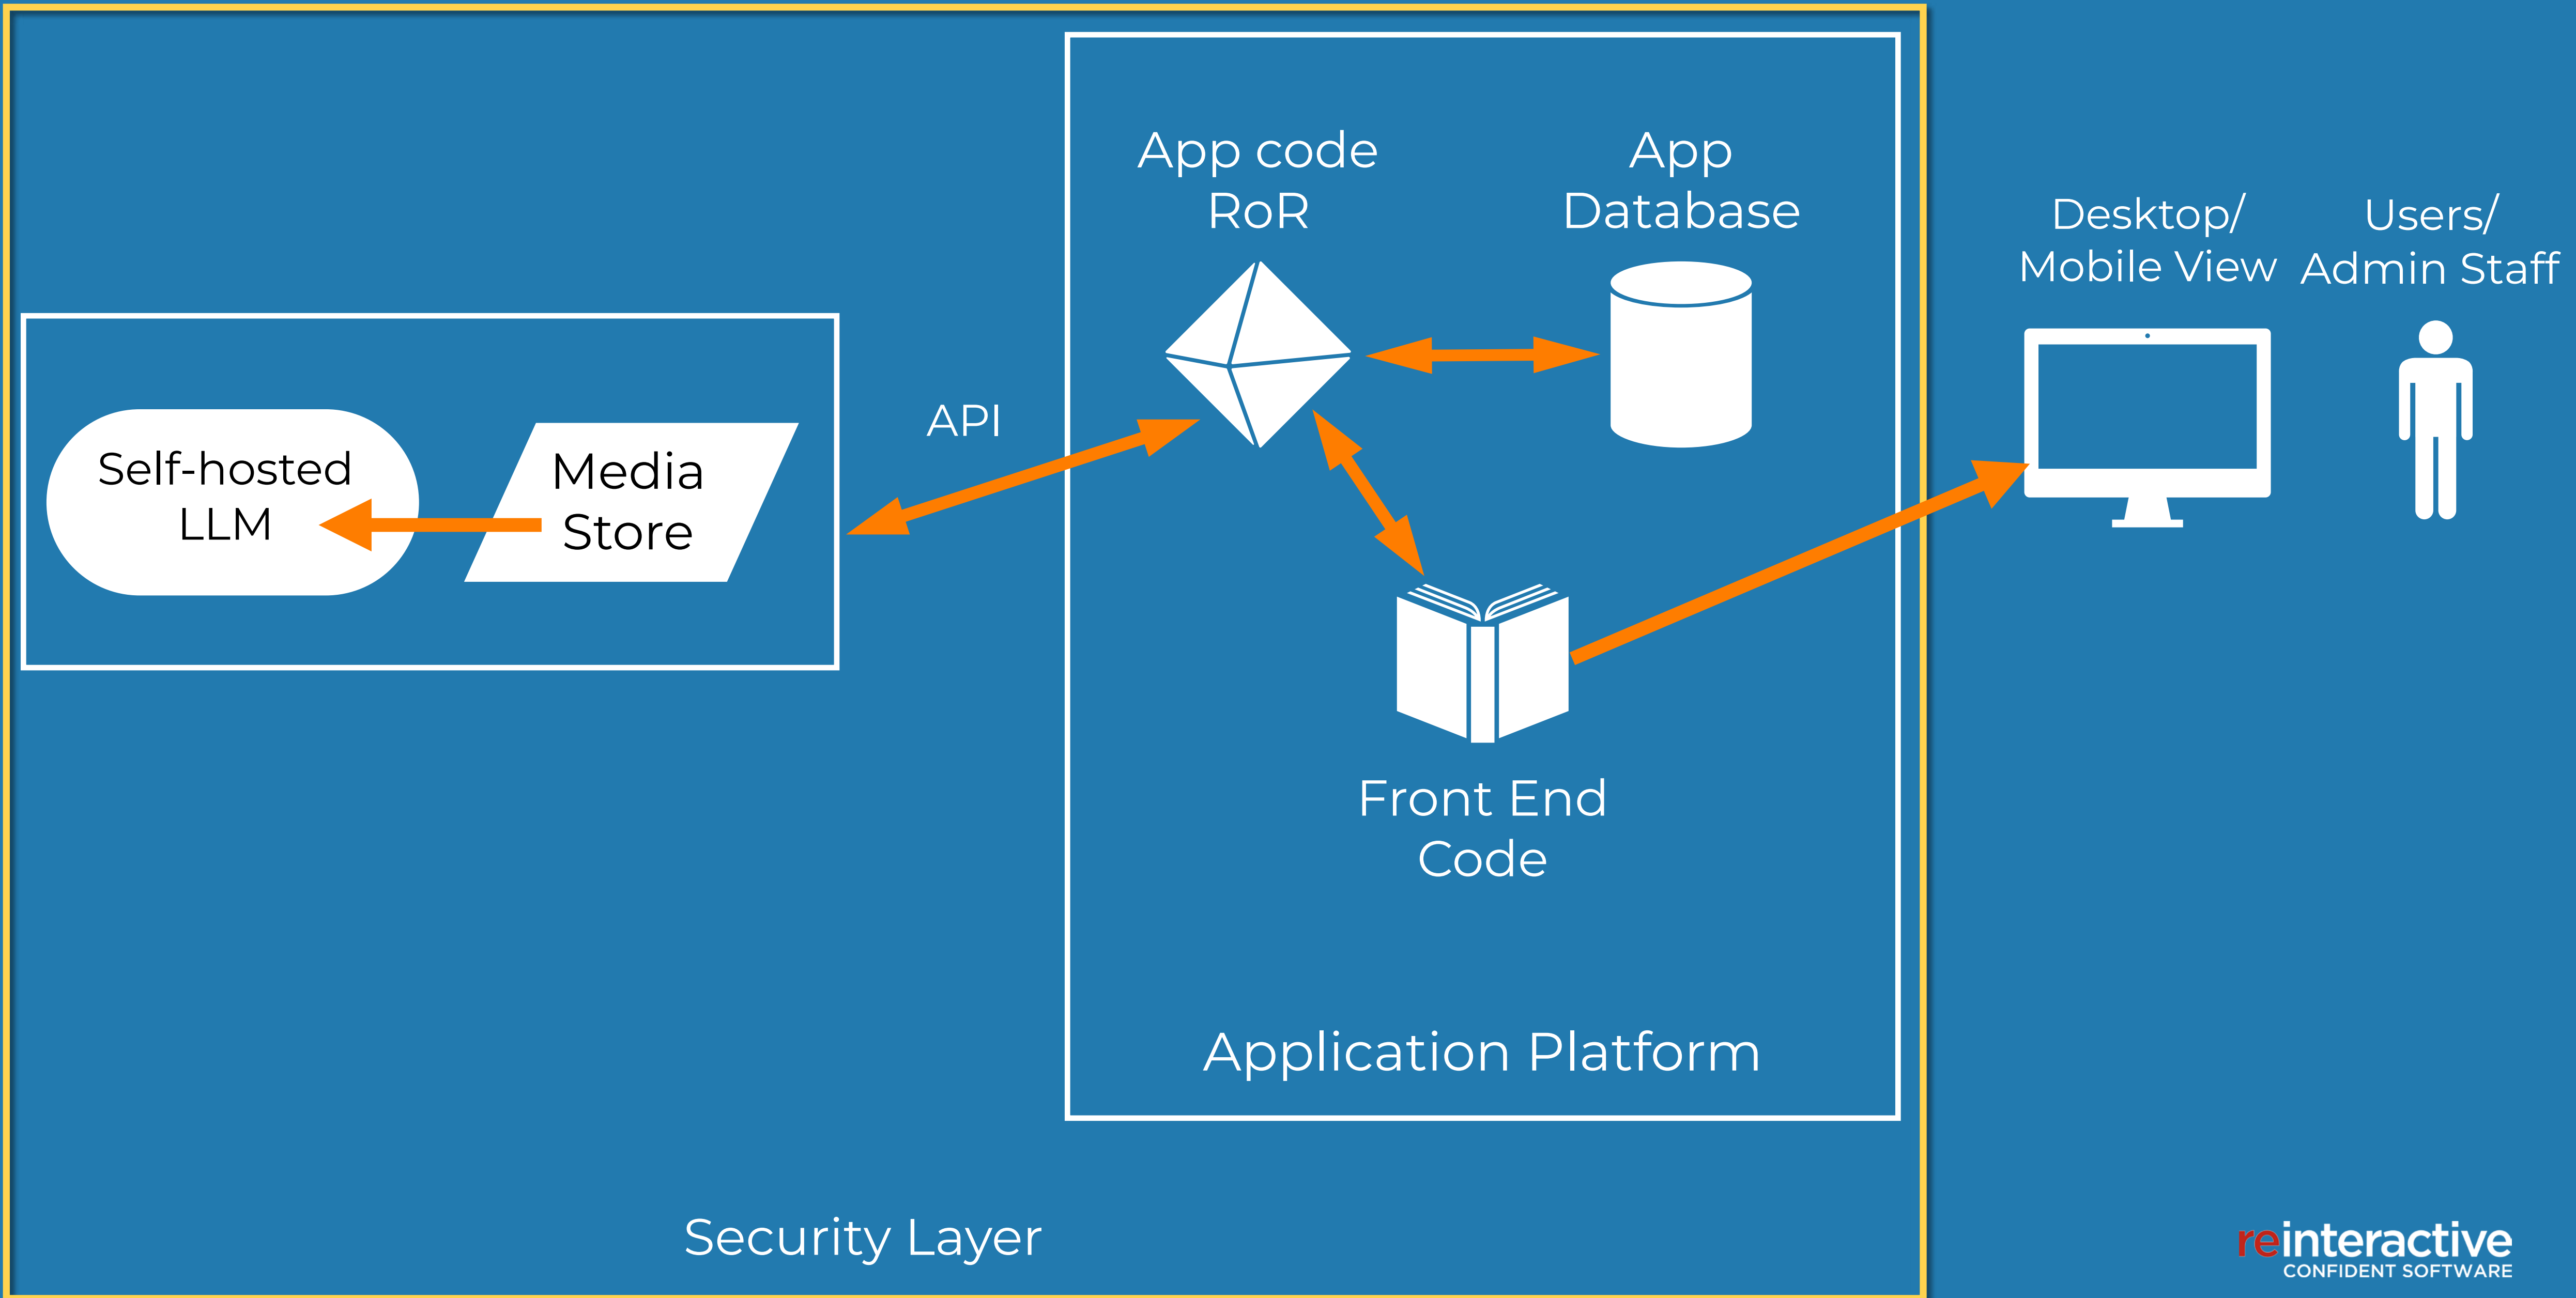 Self-hosted
LLM
Media
Store
API
App code
RoR
App
Database
Front End
Code
Application Platform
Security Layer
Desktop/
Mobile View
Users/
Admin Staff
reinteractive
CONFIDENT SOFTWARE